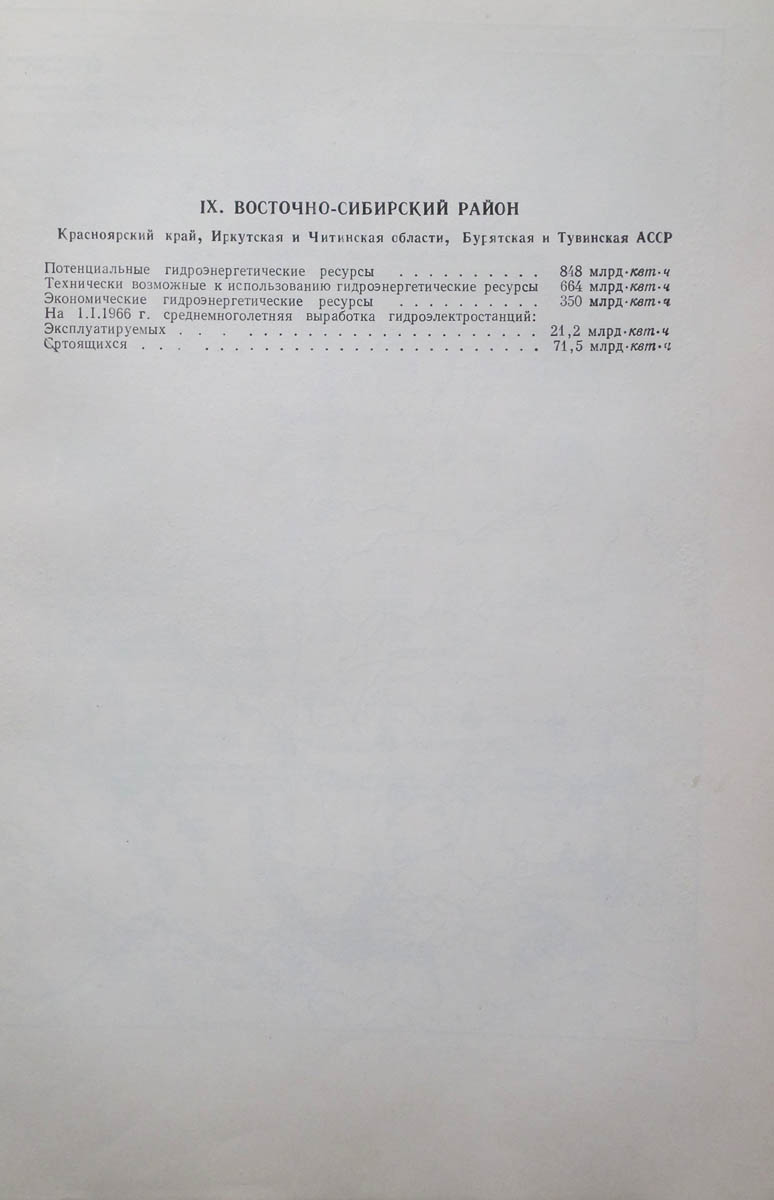 IX. ВОСТОЧНО-СИБИРСКИЙ РАЙОН
Красноярский край, Иркутская и Читинская области, Бурятская и Тувинская АССР
Потенциальные гидроэнергетические ресурсы . . . . . . . . . . 848 млрд·квт·ч
Технически возможные к использованию гидроэнергетические ресурсы 664 млрд·квт·ч
Экономические гидроэнергетические ресурсы . . . . . . . . . . 350 млрд·квт·ч
На 1.I.1966 г. среднемноголетняя выработка гидроэлектростанций:
Эксплуатируемых . . . . . . . . . . . . . . . . . . . . . . . . . . 21,2 млрд·квт·ч
Сртоящихся . . . . . . . . . . . . . . . . . . . . . . . . . . . . 71,5 млрд·квт·ч